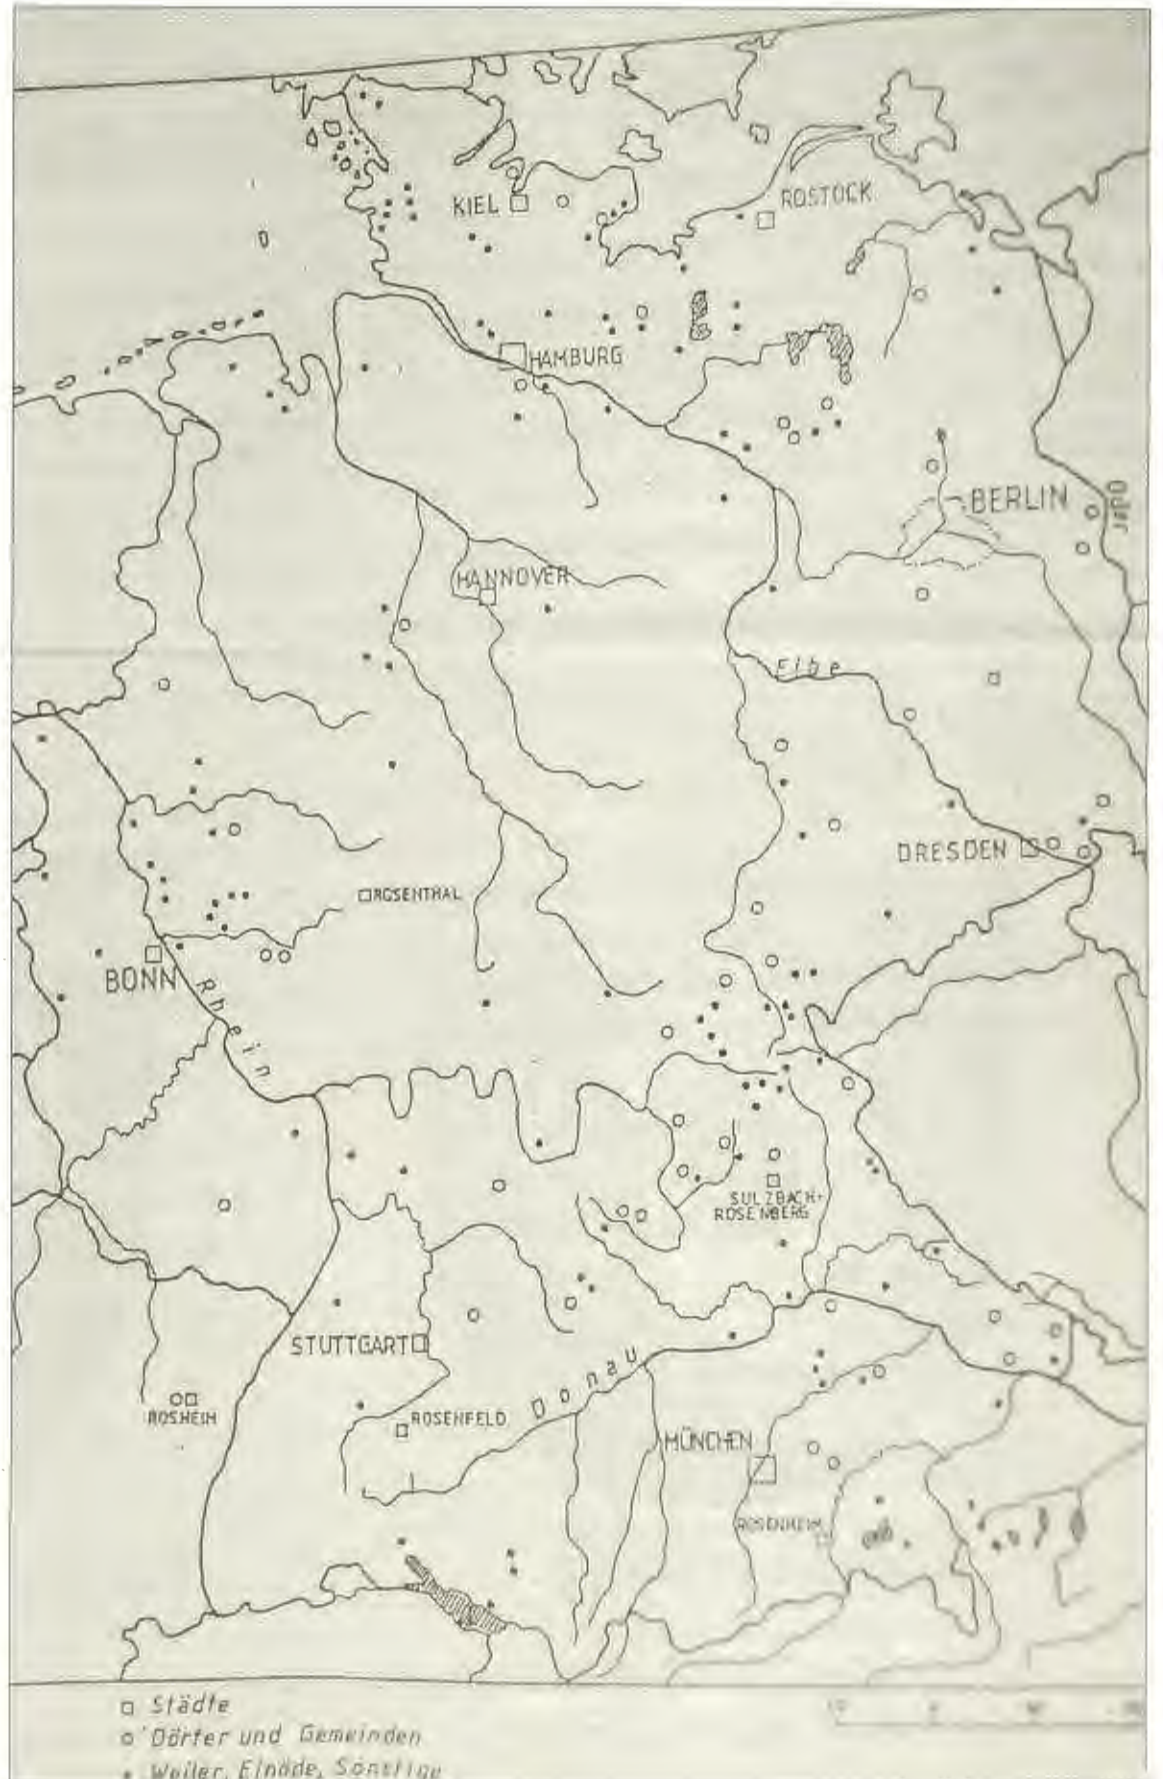 KIEL
ROSTOCK
HAMBURG
BERLIN
Oder
HANNOVER
Elbe
DRESDEN
ROSENTHAL
BONN
Rhein
SULZBACH-
ROSENBERG
STUTTGART
Donau
ROSHEIM
ROSENFELD
MÜNCHEN
ROSENHEIM
Städte
Dörfer und Gemeinden
Weiler, Einöde, Sonstige